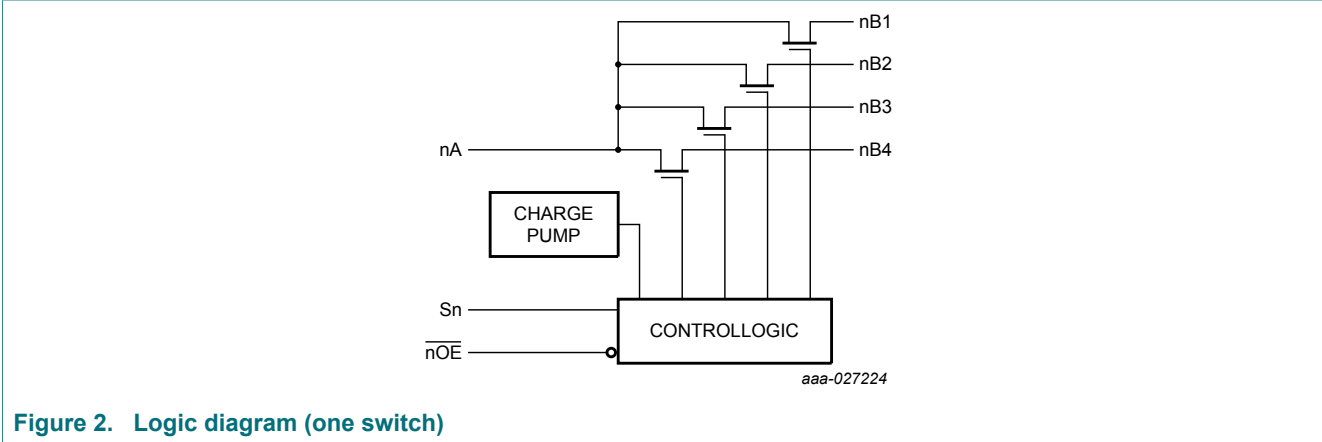 nB1
nB2
nB3
nA
nB4
CHARGE
PUMP
Sn
CONTROLLOGIC
nOE
aaa-027224
Figure 2. Logic diagram (one switch)